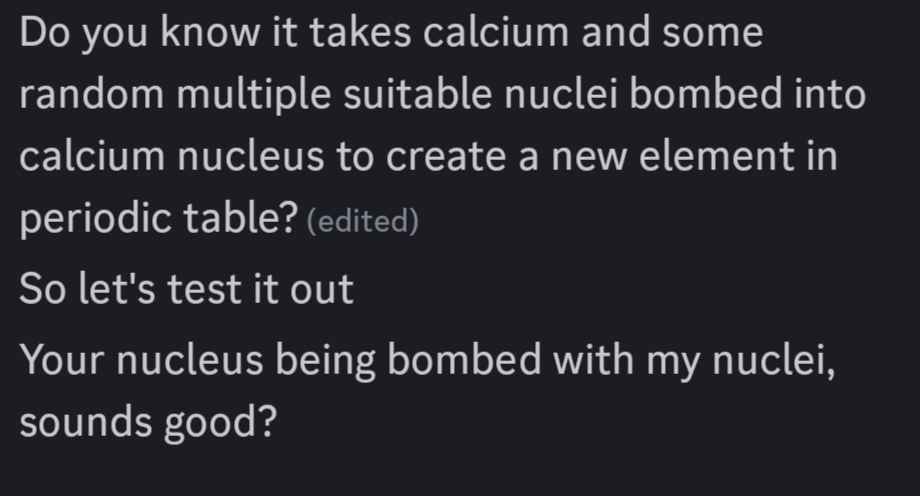 Do you know it takes calcium and some
random multiple suitable nuclei bombed into
calcium nucleus to create a new element in
periodic table? (edited)
So let's test it out
Your nucleus being bombed with my nuclei,
sounds good?